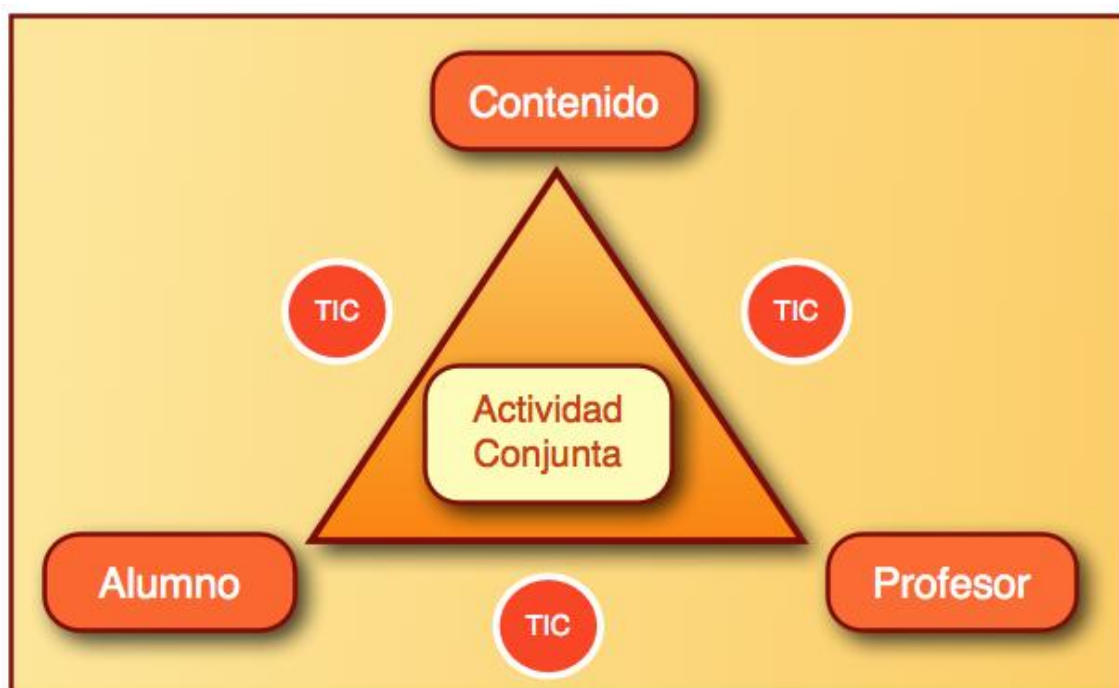 Contenido
TIC
TIC
Actividad
Conjunta
Alumno
Profesor
TIC